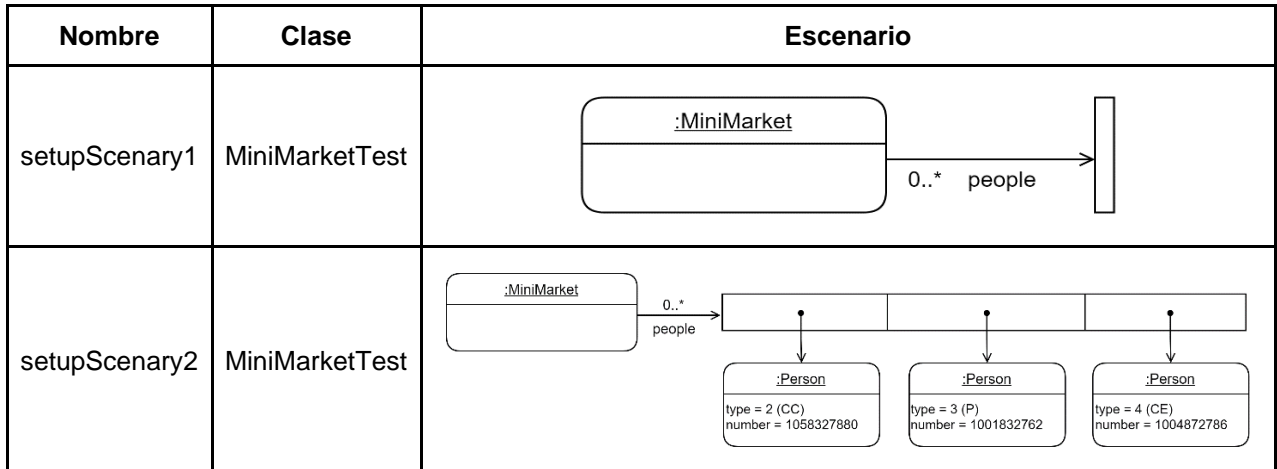 Nombre Clase Escenario
setupScenary1 MiniMarketTest
:MiniMarket
0..* people
setupScenary2 MiniMarketTest
:MiniMarket
0..*
people
:Person :Person :Person
type = 2 (CC) type = 3 (P) type = 4 (CE)
number = 1058327880 number = 1001832762 number = 1004872786